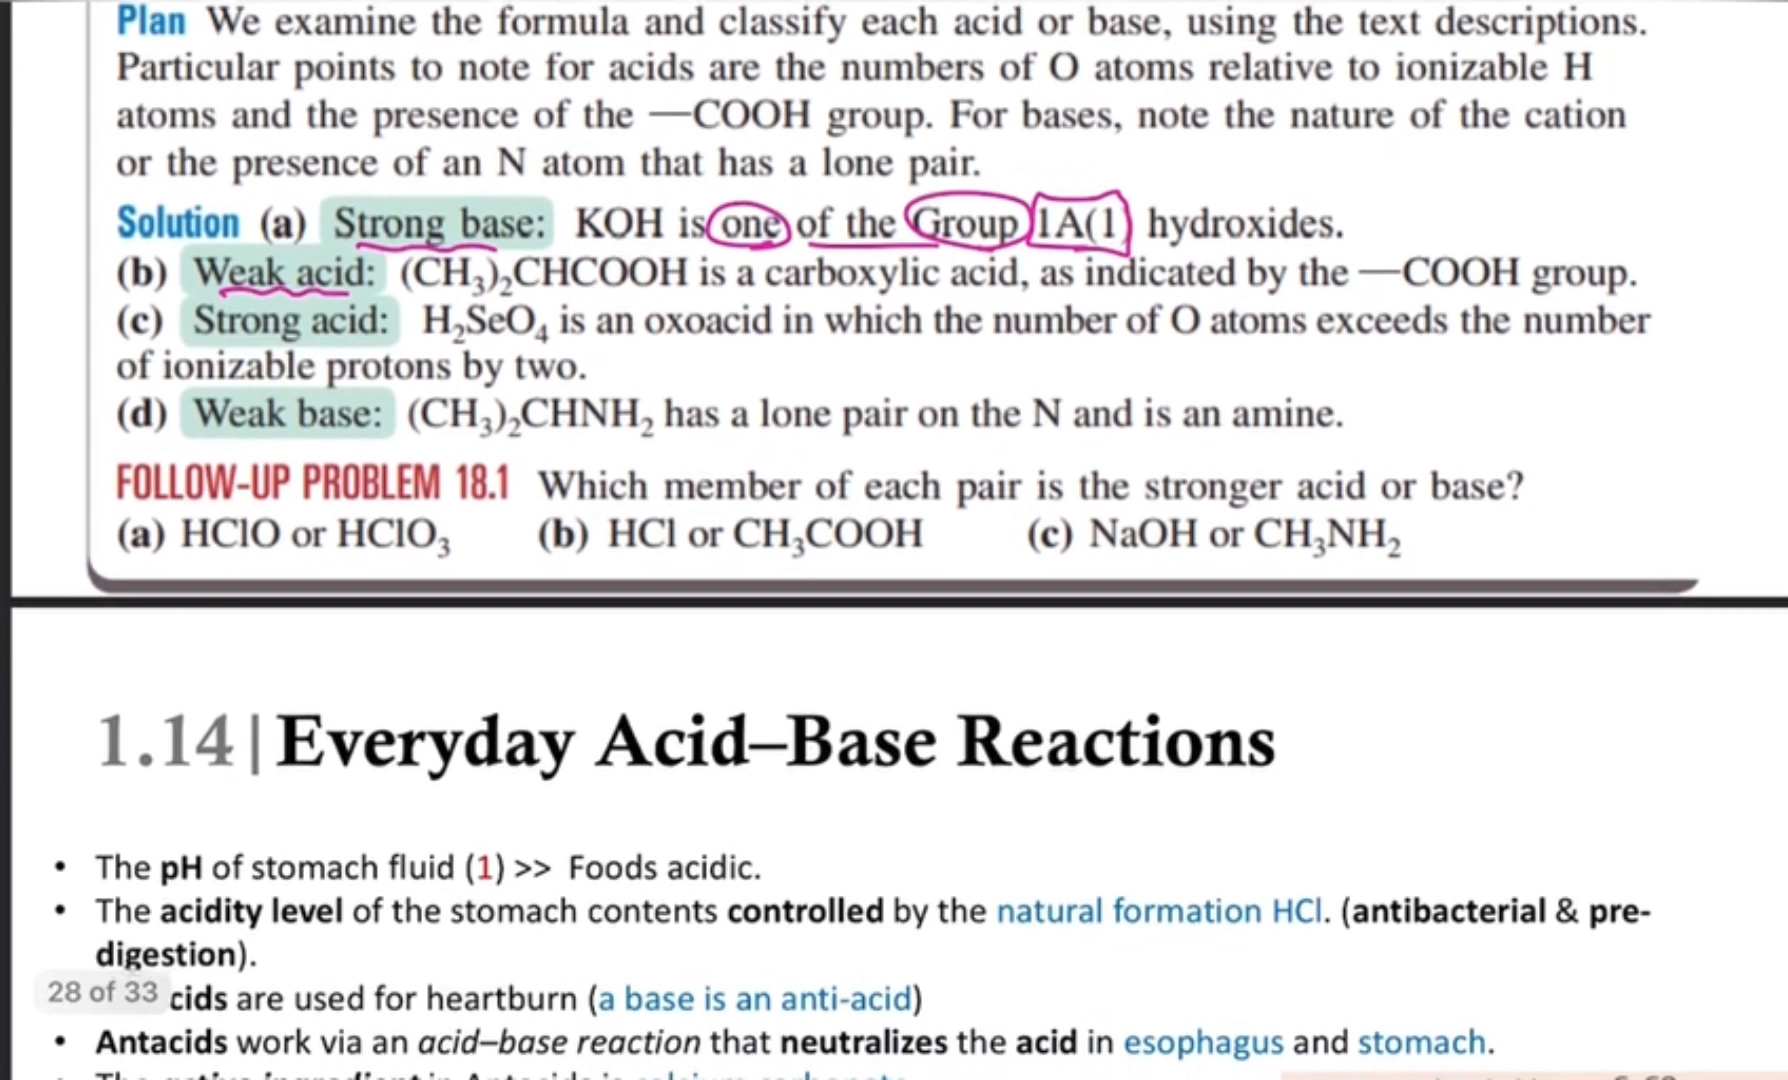 Plan We examine the formula and classify each acid or base, using the text descriptions.
Particular points to note for acids are the numbers of O atoms relative to ionizable H
atoms and the presence of the —COOH group. For bases, note the nature of the cation
or the presence of an N atom that has a lone pair.
Solution (a) Strong base: KOH is one of the Group 1A(1) hydroxides.
(b) Weak acid: (CH₃)₂CHCOOH is a carboxylic acid, as indicated by the —COOH group.
(c) Strong acid: H₂SeO₄ is an oxoacid in which the number of O atoms exceeds the number
of ionizable protons by two.
(d) Weak base: (CH₃)₂CHNH₂ has a lone pair on the N and is an amine.
FOLLOW-UP PROBLEM 18.1 Which member of each pair is the stronger acid or base?
(a) HClO or HClO₃ (b) HCl or CH₃COOH (c) NaOH or CH₃NH₂
1.14| Everyday Acid–Base Reactions
• The pH of stomach fluid (1) >> Foods acidic.
• The acidity level of the stomach contents controlled by the natural formation HCl. (antibacterial & pre-
digestion).
28 of 33 cids are used for heartburn (a base is an anti-acid)
• Antacids work via an acid–base reaction that neutralizes the acid in esophagus and stomach.